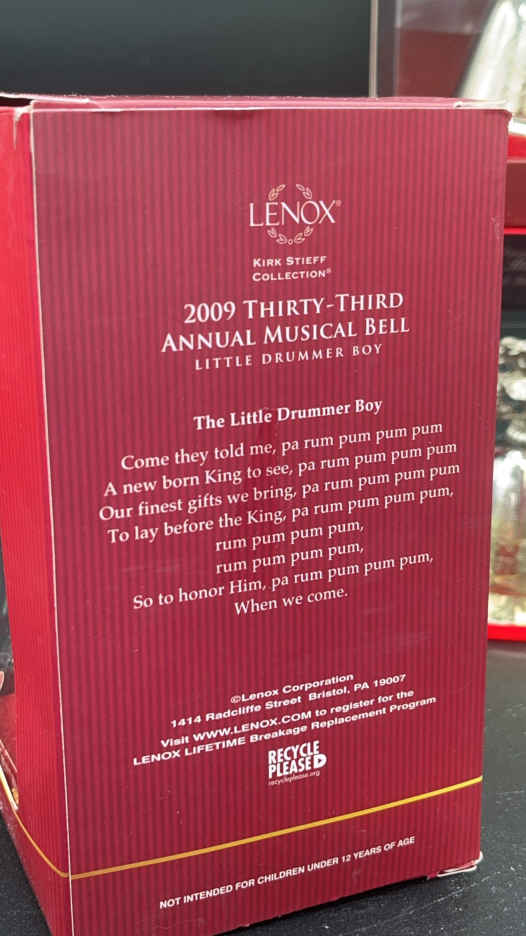 LENOX®
KIRK STIEFF
COLLECTION®
2009 THIRTY-THIRD
ANNUAL MUSICAL BELL
LITTLE DRUMMER BOY
The Little Drummer Boy
Come they told me, pa rum pum pum pum
A new born King to see, pa rum pum pum pum
Our finest gifts we bring, pa rum pum pum pum
To lay before the King, pa rum pum pum pum,
rum pum pum pum,
rum pum pum pum,
So to honor Him, pa rum pum pum pum,
When we come.
©Lenox Corporation
1414 Radcliffe Street Bristol, PA 19007
Visit WWW.LENOX.COM to register for the
LENOX LIFETIME Breakage Replacement Program
RECYCLE
PLEASE
recycleplease.org
NOT INTENDED FOR CHILDREN UNDER 12 YEARS OF AGE